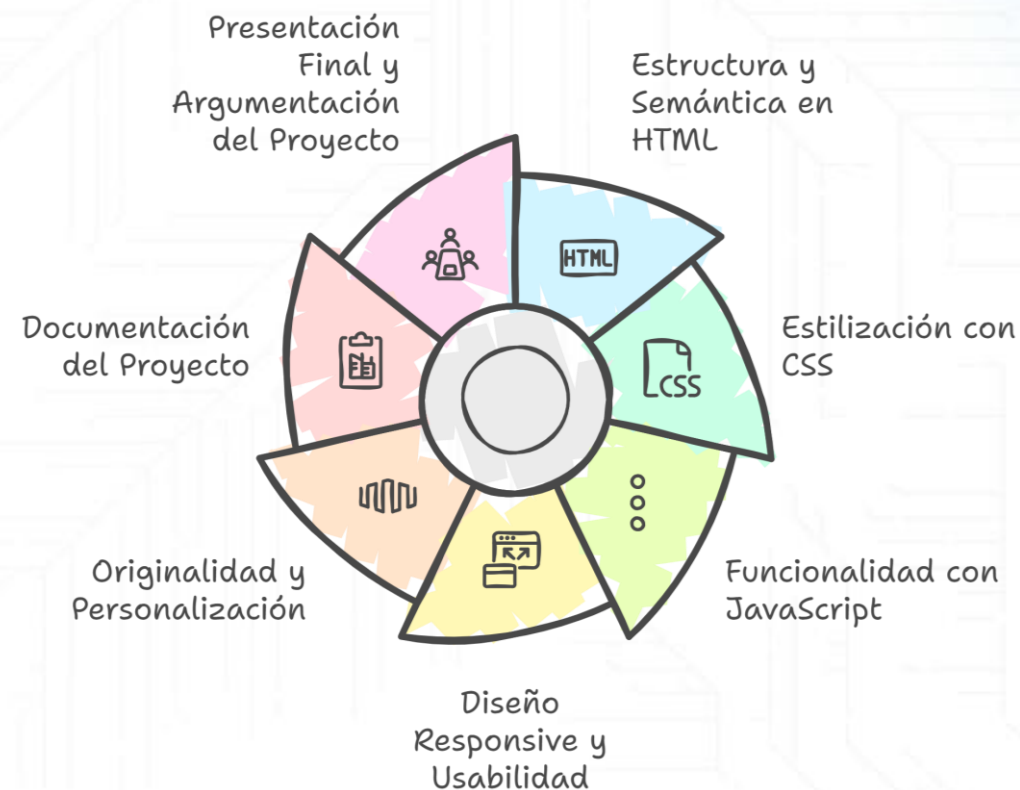 Presentación
Final y
Argumentación
del Proyecto
Estructura y
Semántica en
HTML
HTML
Estilización con
CSS
CSS
Funcionalidad con
JavaScript
Diseño
Responsive y
Usabilidad
Originalidad y
Personalización
Documentación
del Proyecto